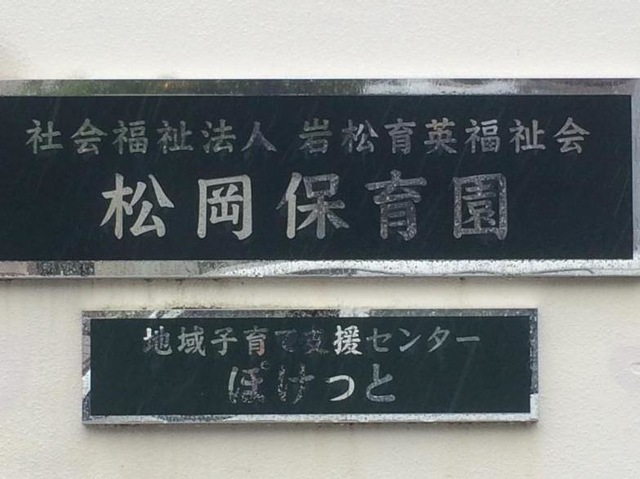 社会福祉法人 岩松育英福祉会
松岡保育園
地域子育て支援センター
ぽけっと